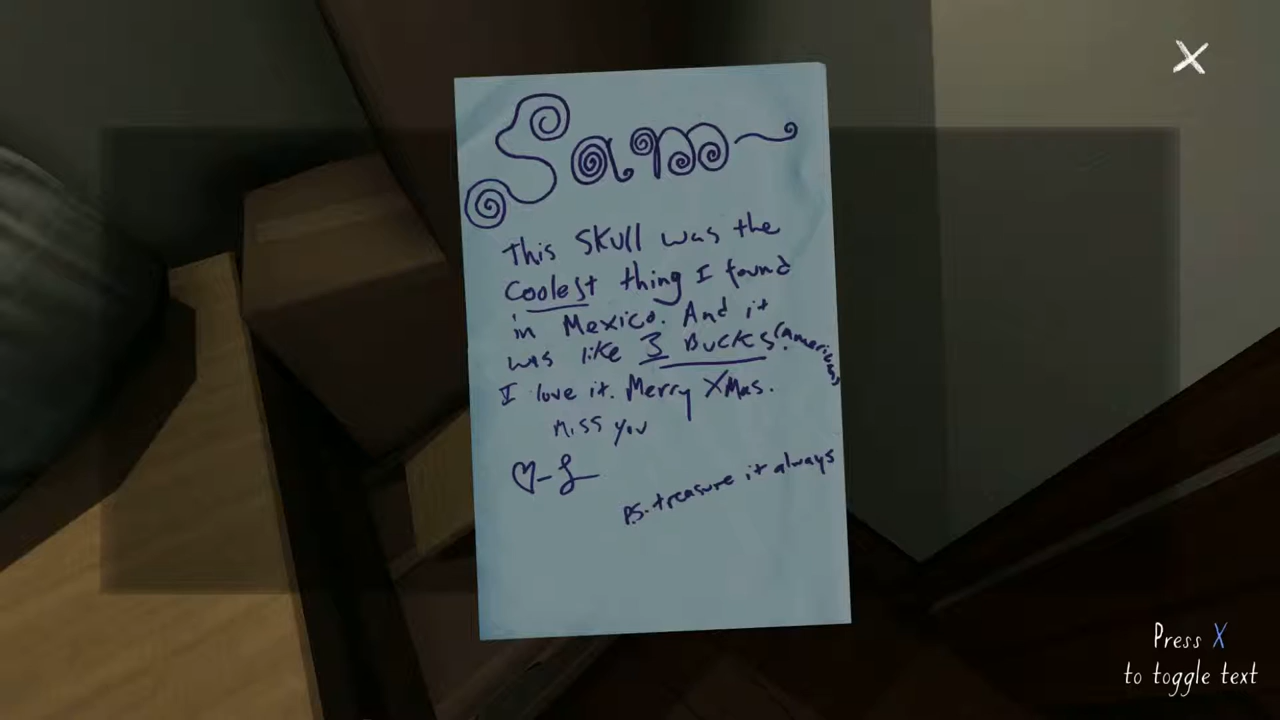 Sam~
This SKull was the
Coolest thing I found
in Mexico. And it
was like 3 Bucks. (american)
I love it. Merry XMas.
Miss you
♡-L
P.S. treasure it always
X
Press X
to toggle text